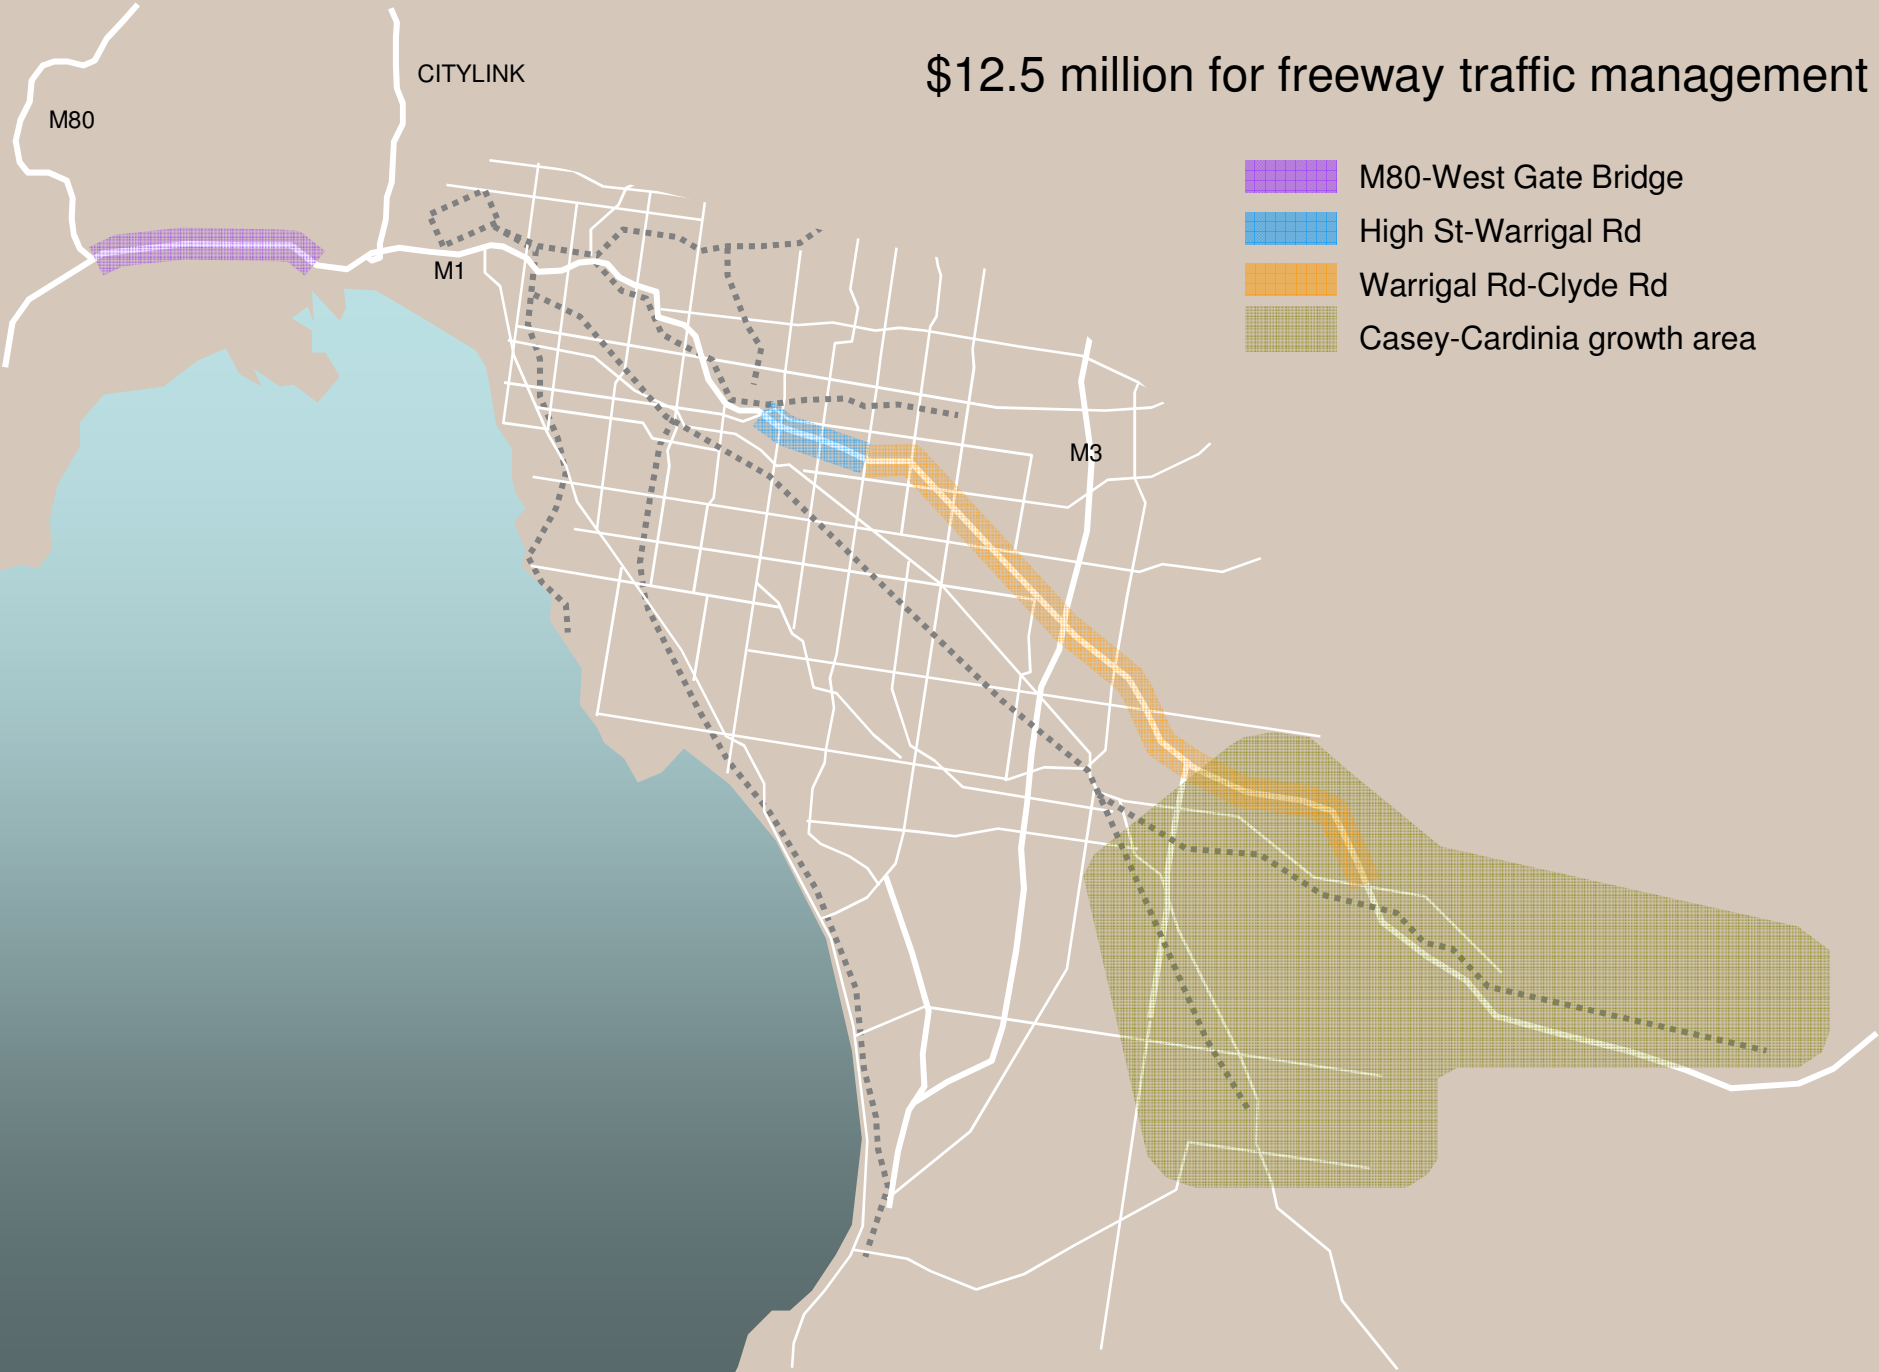 CITYLINK
$12.5 million for freeway traffic management
M80
M80-West Gate Bridge
High St-Warrigal Rd
M1
Warrigal Rd-Clyde Rd
Casey-Cardinia growth area
M3